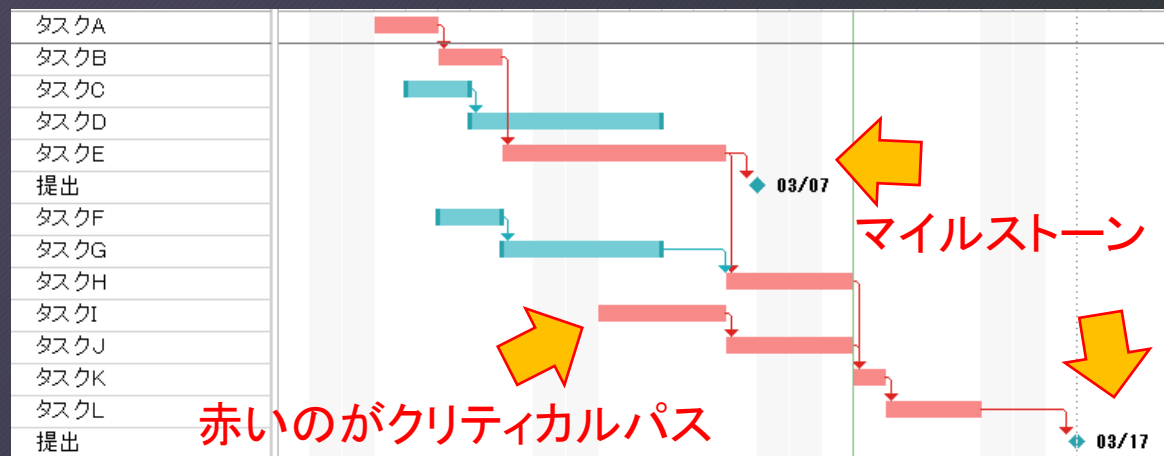 タスクA
タスクB
タスクC
タスクD
タスクE
提出
03/07
タスクF
マイルストーン
タスクG
タスクH
タスクI
タスクJ
タスクK
タスクL
赤いのがクリティカルパス
提出
03/17